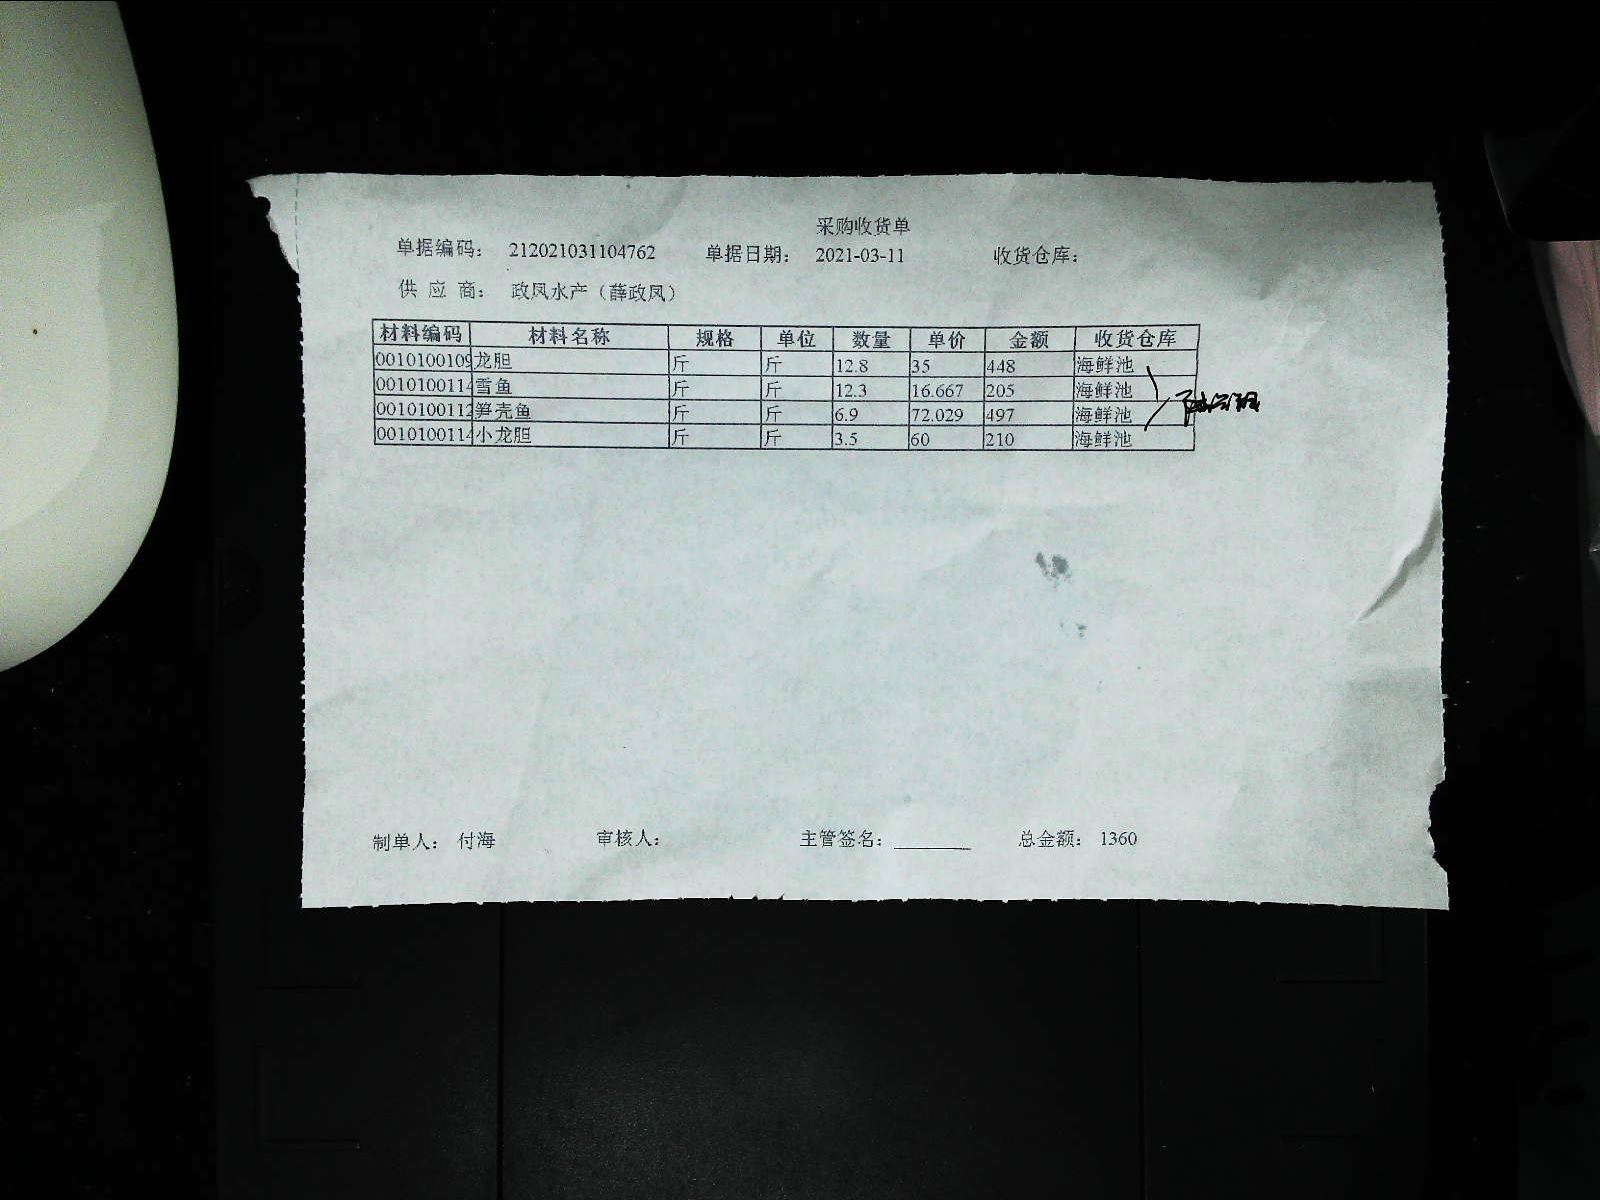 采购收货单
单据编码： 212021031104762 单据日期： 2021-03-11 收货仓库：
供 应 商： 政凤水产（薛政凤）
材料编码 材料名称 规格 单位 数量 单价 金额 收货仓库
0010100109 龙胆 斤 斤 12.8 35 448 海鲜池
0010100114 雪鱼 斤 斤 12.3 16.667 205 海鲜池
0010100112 笋壳鱼 斤 斤 6.9 72.029 497 海鲜池
0010100114 小龙胆 斤 斤 3.5 60 210 海鲜池
制单人： 付海 审核人： 主管签名： 总金额： 1360